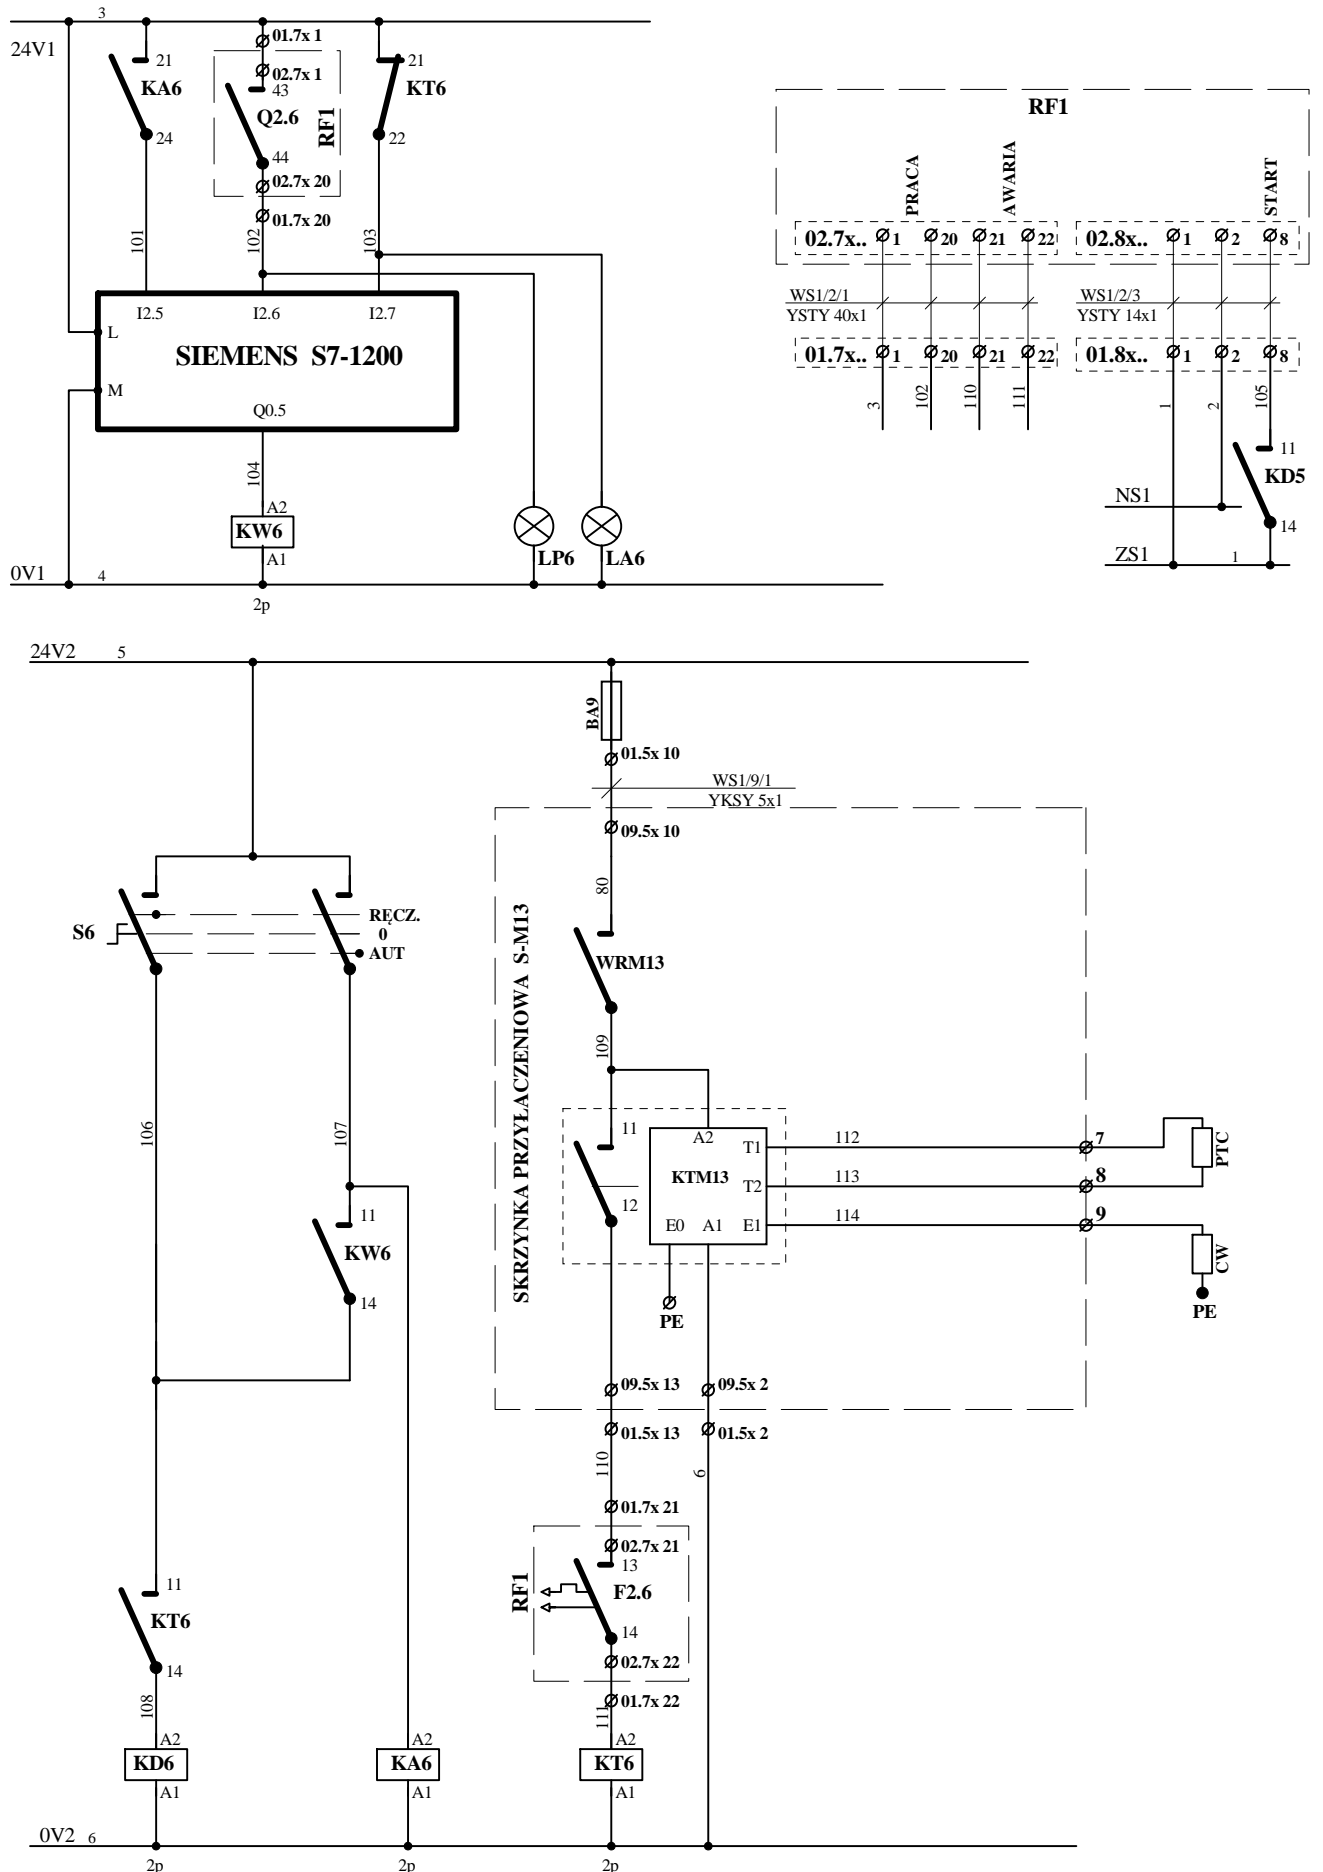 3
24V1
01.7x 1
21
KA6
24
02.7x 1
43
Q2.6
RF1
44
02.7x 20
01.7x 20
21
KT6
22
101
102
103
I2.5
I2.6
I2.7
L
SIEMENS S7-1200
M
Q0.5
104
A2
KW6
A1
LP6
LA6
0V1
4
2p
RF1
PRACA
AWARIA
START
02.7x..
1
20
21
22
02.8x..
1
2
8
WS1/2/1
YSTY 40x1
WS1/2/3
YSTY 14x1
01.7x..
1
20
21
22
01.8x..
1
2
8
3
102
110
111
1
2
105
11
KD5
14
NS1
ZS1
1
24V2
5
BA9
01.5x 10
WS1/9/1
YKSY 5x1
09.5x 10
80
S6
RĘCZ.
0
AUT
SKRZYNKA PRZYŁACZENIOWA S-M13
WRM13
109
106
107
11
12
A2
T1
KTM13
T2
E0
A1
E1
112
113
114
7
8
9
PTC
CW
PE
PE
11
KW6
14
09.5x 13
09.5x 2
01.5x 13
01.5x 2
110
6
01.7x 21
02.7x 21
13
RF1
F2.6
14
02.7x 22
01.7x 22
11
KT6
14
108
111
A2
KD6
A1
A2
KA6
A1
A2
KT6
A1
0V2
6
2p
2p
2p